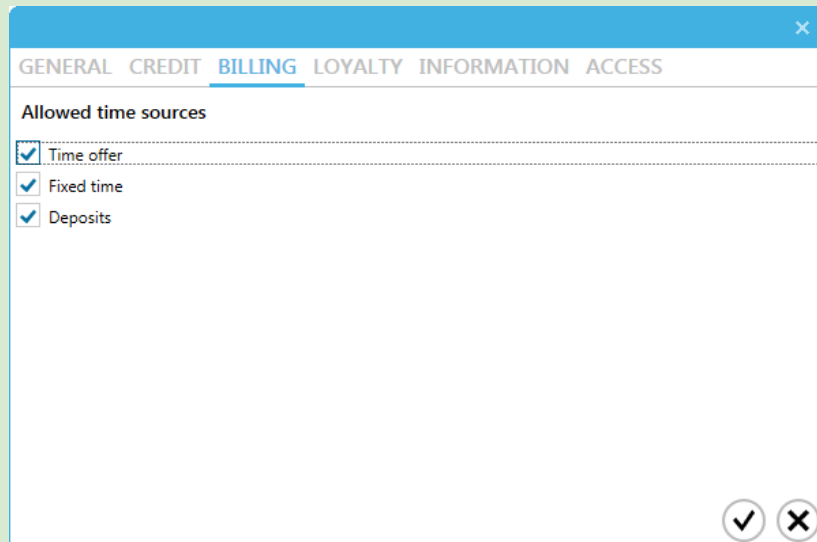 GENERAL CREDIT BILLING LOYALTY INFORMATION ACCESS
Allowed time sources
Time offer
Fixed time
Deposits